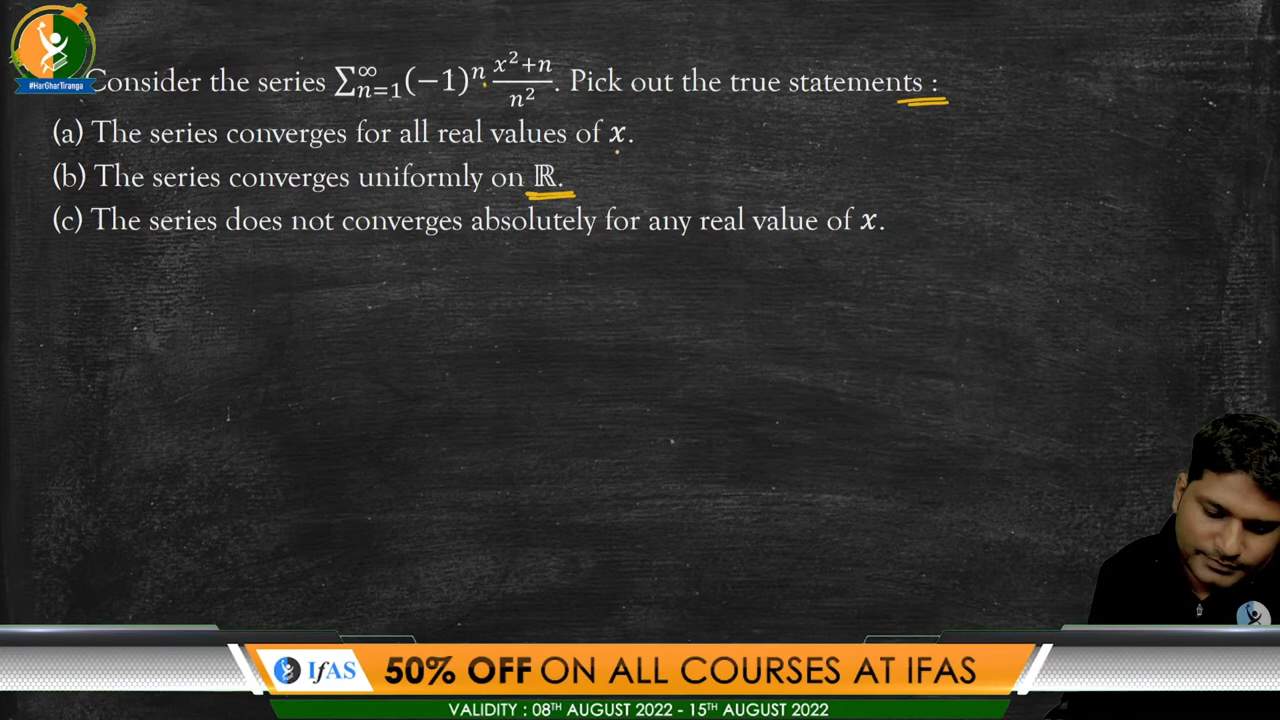 #HarGharTiranga
Consider the series ∑_{n=1}^{∞}(−1)^n \frac{x^2+n}{n^2}. Pick out the true statements :
(a) The series converges for all real values of x.
(b) The series converges uniformly on ℝ.
(c) The series does not converges absolutely for any real value of x.
IfAS
50% OFF ON ALL COURSES AT IFAS
VALIDITY : 08TH AUGUST 2022 - 15TH AUGUST 2022